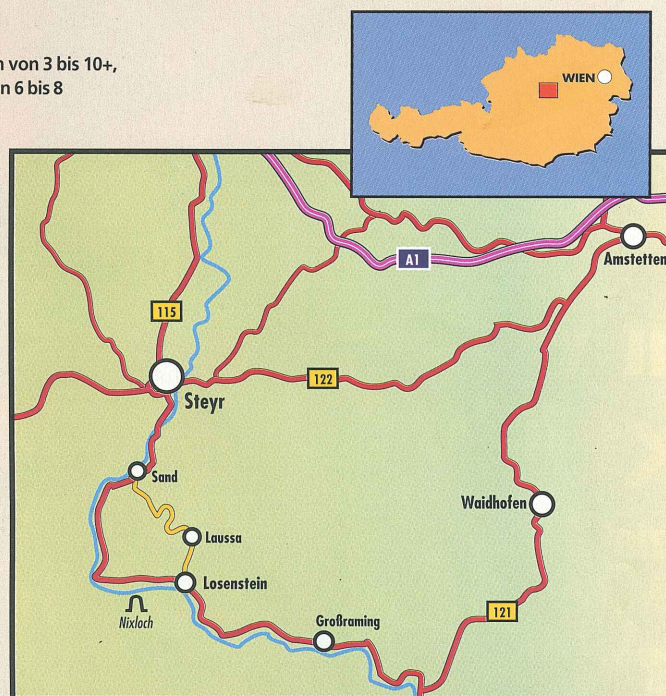 n von 3 bis 10+,
n 6 bis 8
WIEN
A1
Amstetten
115
122
Steyr
Sand
Waidhofen
Laussa
Losenstein
Nixloch
Großraming
121